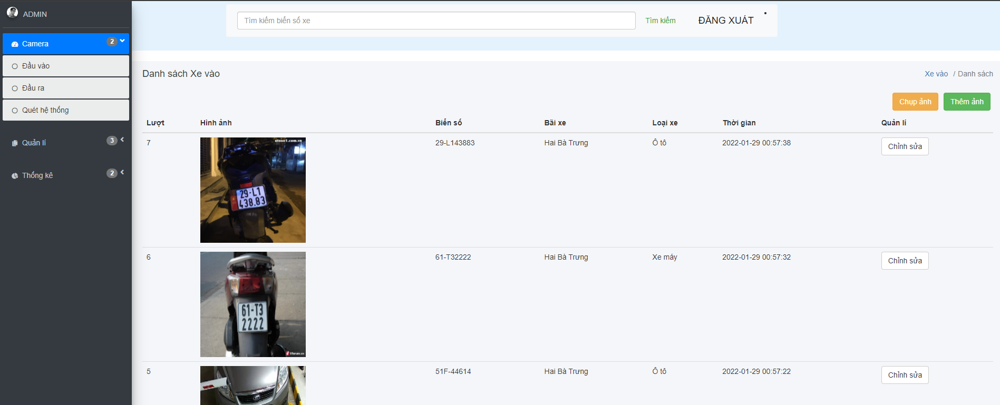 ADMIN
Camera 2
Đầu vào
Đầu ra
Quét hệ thống
Quản lí 3
Thống kê 2
Tìm kiếm biển số xe Tìm kiếm ĐĂNG XUẤT
Danh sách Xe vào Xe vào / Danh sách
Chụp ảnh Thêm ảnh
Lượt Hình ảnh Biển số Bãi xe Loại xe Thời gian Quản lí
7 29-L143883 Hai Bà Trưng Ô tô 2022-01-29 00:57:38 Chỉnh sửa
29-L1
438.83
6 61-T32222 Hai Bà Trưng Xe máy 2022-01-29 00:57:32 Chỉnh sửa
61-T3
2222
5 51F-44614 Hai Bà Trưng Ô tô 2022-01-29 00:57:22 Chỉnh sửa